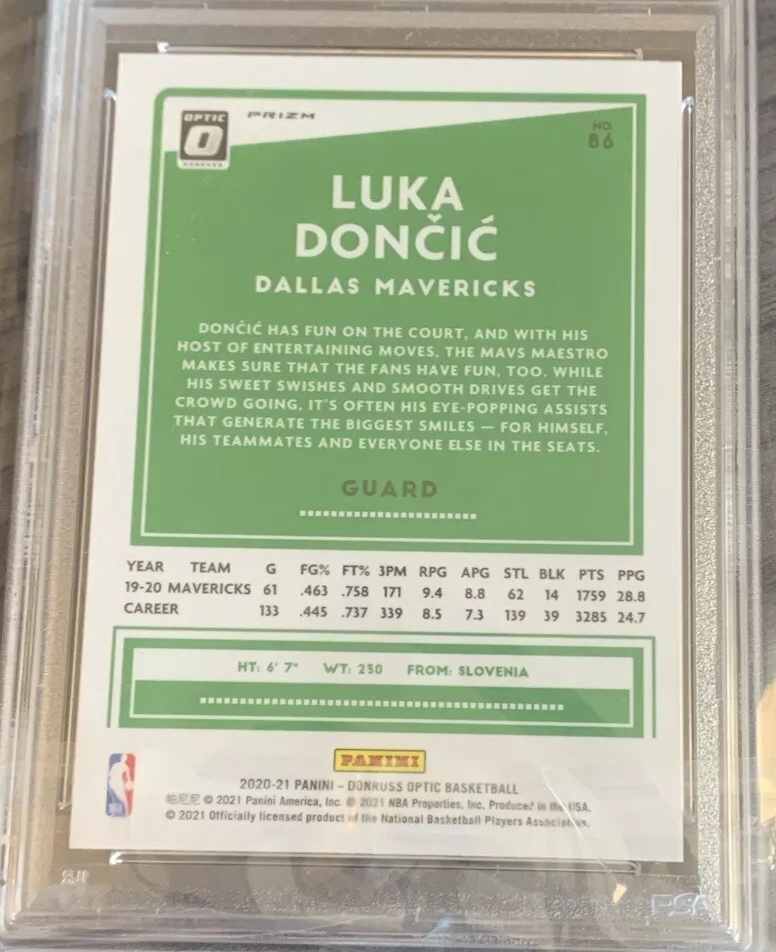 OPTIC
PRIZM
NO.
86
LUKA
DONČIĆ
DALLAS MAVERICKS
DONČIĆ HAS FUN ON THE COURT, AND WITH HIS
HOST OF ENTERTAINING MOVES, THE MAVS MAESTRO
MAKES SURE THAT THE FANS HAVE FUN, TOO. WHILE
HIS SWEET SWISHES AND SMOOTH DRIVES GET THE
CROWD GOING, IT'S OFTEN HIS EYE-POPPING ASSISTS
THAT GENERATE THE BIGGEST SMILES — FOR HIMSELF,
HIS TEAMMATES AND EVERYONE ELSE IN THE SEATS.
GUARD
YEAR TEAM G FG% FT% 3PM RPG APG STL BLK PTS PPG
19-20 MAVERICKS 61 .463 .758 171 9.4 8.8 62 14 1759 28.8
CAREER 133 .445 .737 339 8.5 7.3 139 39 3285 24.7
HT: 6' 7" WT: 230 FROM: SLOVENIA
PANINI
2020-21 PANINI – DONRUSS OPTIC BASKETBALL
帕尼尼 © 2021 Panini America, Inc. © 2021 NBA Properties, Inc. Produced in the USA.
© 2021 Officially licensed product of the National Basketball Players Association.
PSA